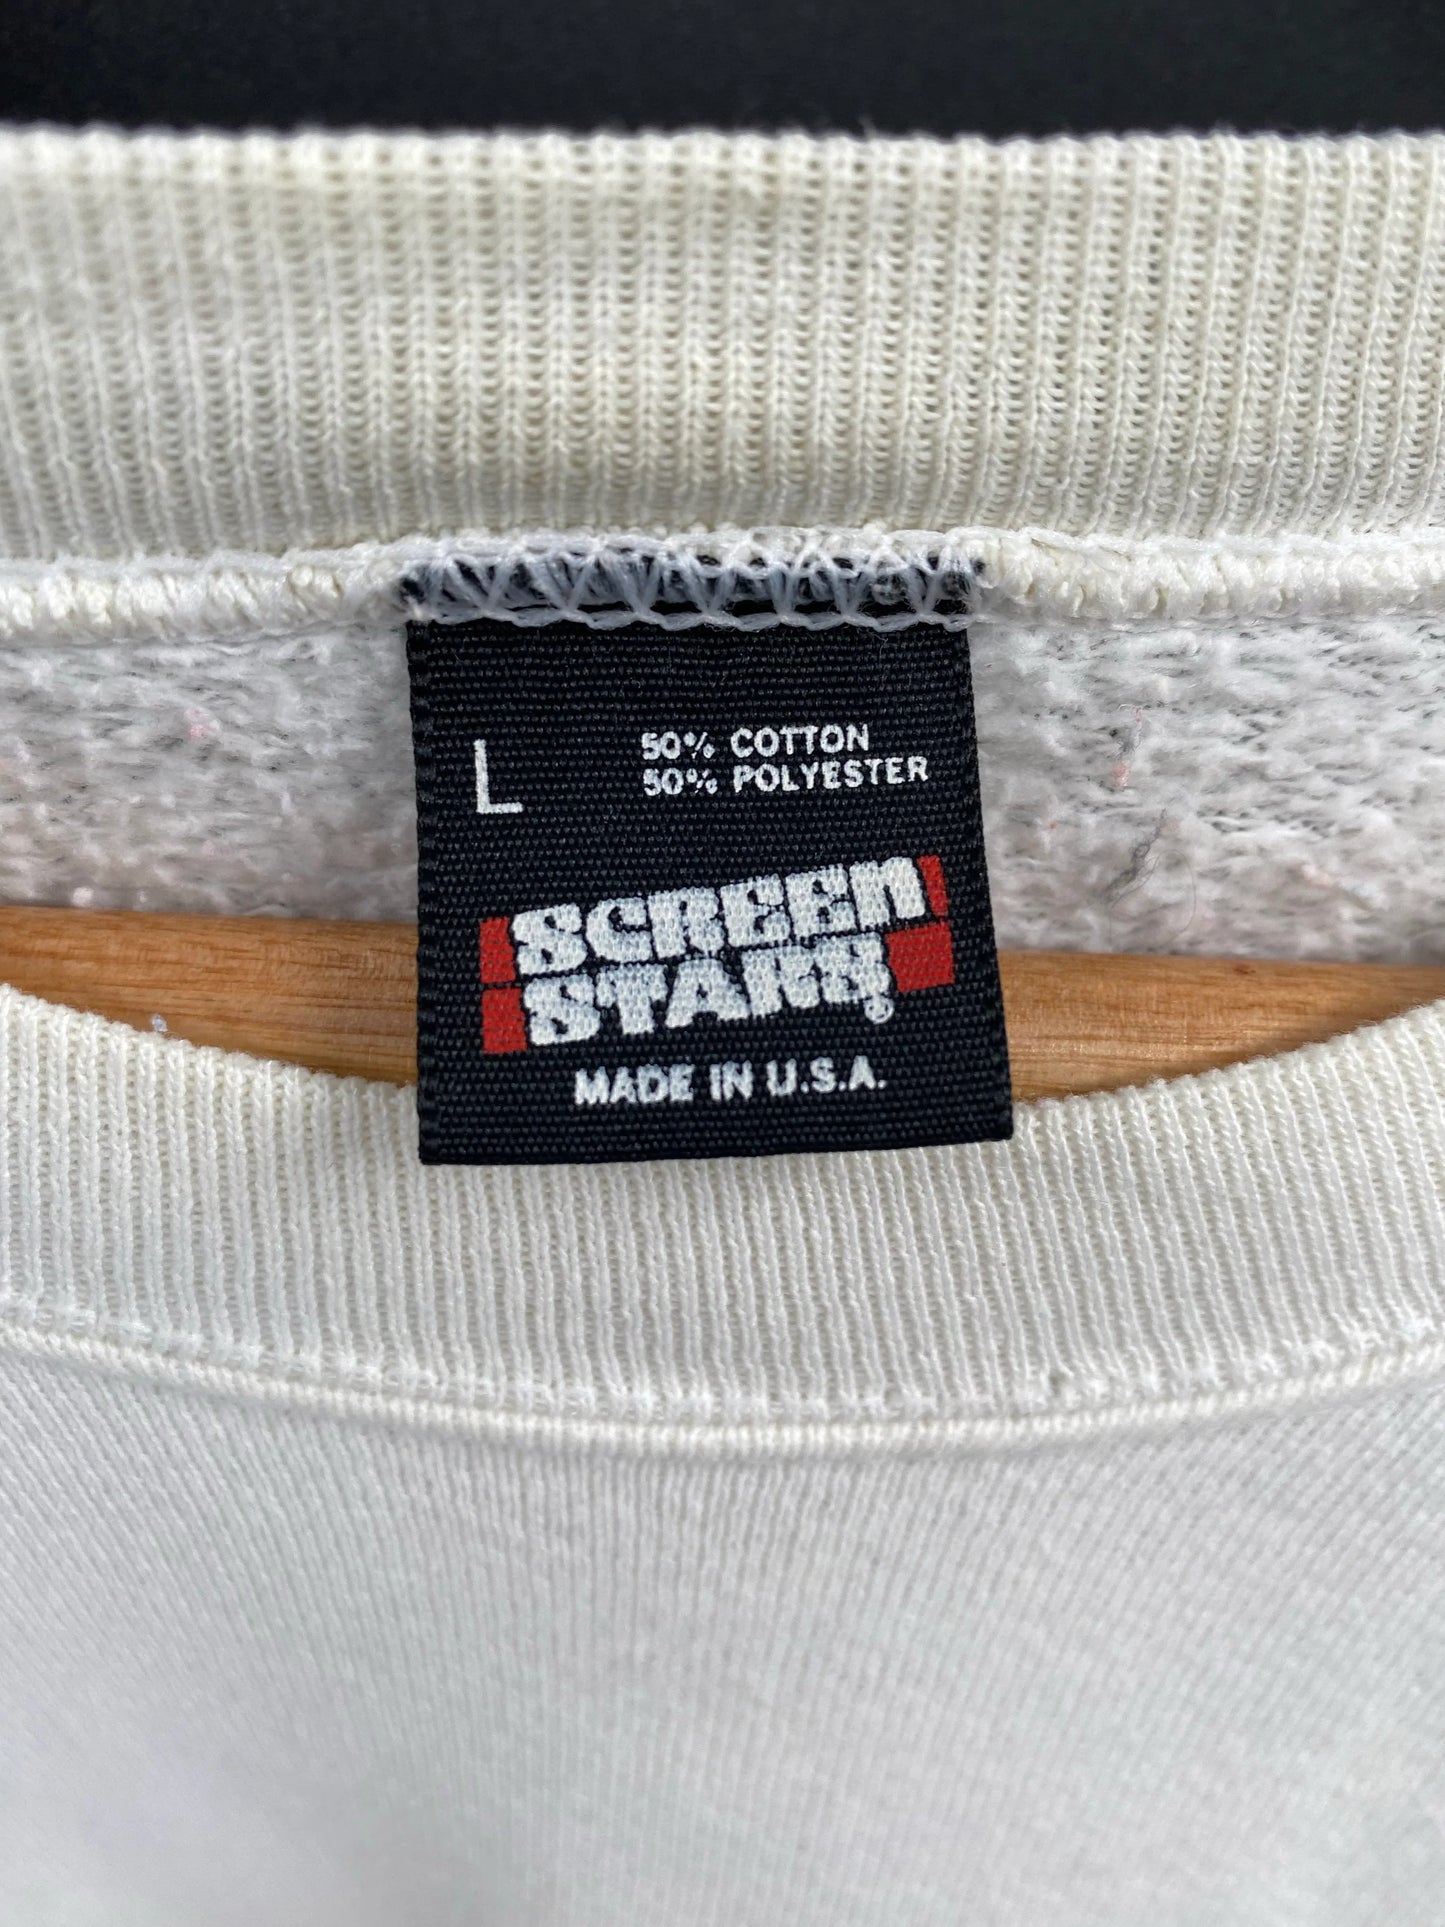 L
50% COTTON
50% POLYESTER
SCREEN
STARS®
MADE IN U.S.A.